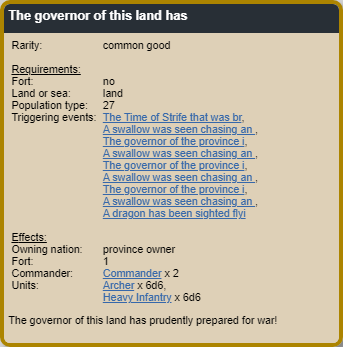 The governor of this land has
Rarity: common good
Requirements:
Fort: no
Land or sea: land
Population type: 27
Triggering events: The Time of Strife that was br,
A swallow was seen chasing an ,
The governor of the province i,
A swallow was seen chasing an ,
The governor of the province i,
A swallow was seen chasing an ,
The governor of the province i,
A swallow was seen chasing an ,
A dragon has been sighted flyi
Effects:
Owning nation: province owner
Fort: 1
Commander: Commander x 2
Units: Archer x 6d6,
Heavy Infantry x 6d6
The governor of this land has prudently prepared for war!